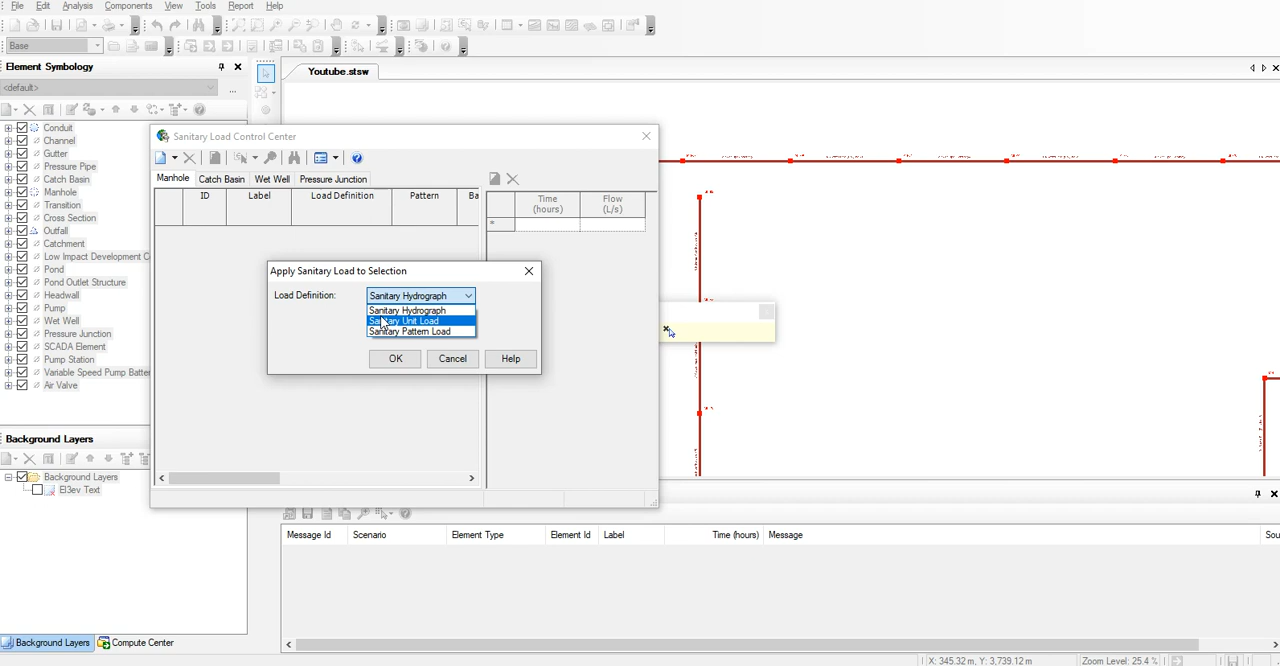 File Edit Analysis Components View Tools Report Help
Base
Element Symbology
<default>
...
Conduit
Channel
Gutter
Pressure Pipe
Catch Basin
Manhole
Transition
Cross Section
Outfall
Catchment
Low Impact Development C
Pond
Pond Outlet Structure
Headwall
Pump
Wet Well
Pressure Junction
SCADA Element
Pump Station
Variable Speed Pump Batter
Air Valve
Background Layers
Background Layers
El3ev Text
Background Layers Compute Center
Youtube.stsw
Sanitary Load Control Center
Manhole Catch Basin Wet Well Pressure Junction
ID Label Load Definition Pattern Ba
Time (hours) Flow (L/s)
*
Apply Sanitary Load to Selection
Load Definition: Sanitary Hydrograph
Sanitary Hydrograph
Unit Load
Sanitary Pattern Load
OK Cancel Help
Message Id Scenario Element Type Element Id Label Time (hours) Message Sou
X: 345.32 m, Y: 3,739.12 m Zoom Level: 25.4 %